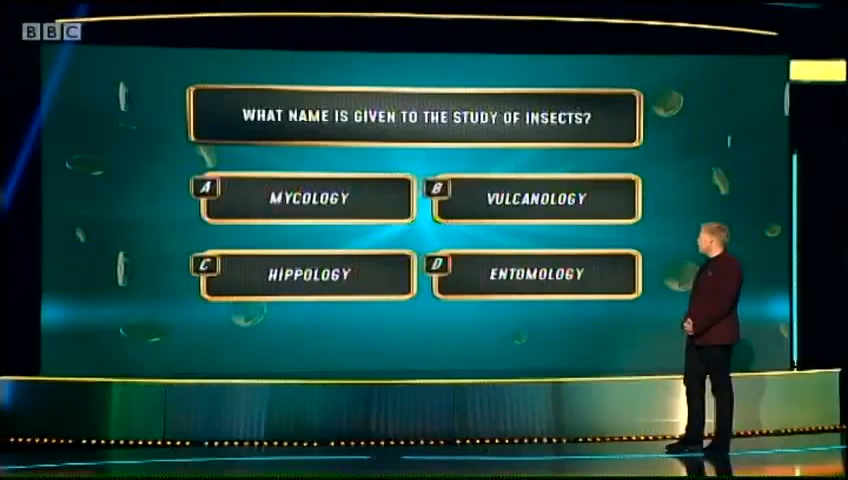 BBC
WHAT NAME IS GIVEN TO THE STUDY OF INSECTS?
A MYCOLOGY
B VULCANOLOGY
C HIPPOLOGY
D ENTOMOLOGY